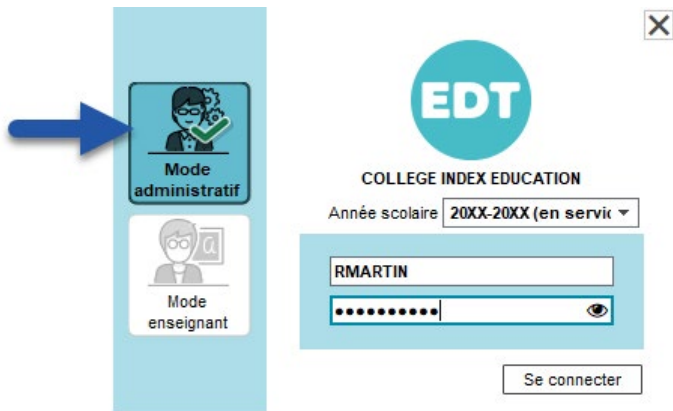 Mode
administratif
Mode
enseignant
EDT
COLLEGE INDEX EDUCATION
Année scolaire 20XX-20XX (en servic
RMARTIN
••••••••••
Se connecter